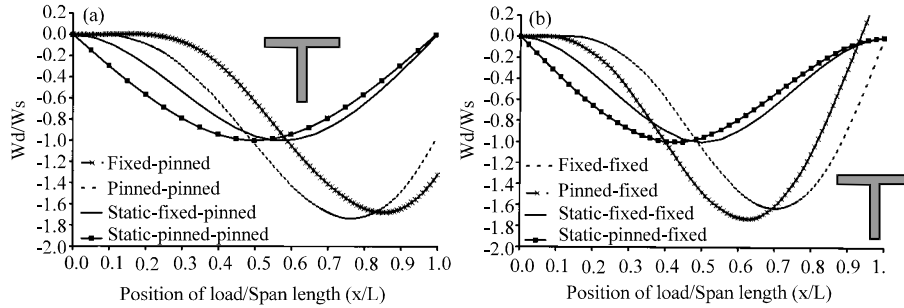 (a)
0.0
-0.2
-0.4
-0.6
-0.8
-1.0
-1.2
-1.4
-1.6
-1.8
-2.0
Wd/Ws
Fixed-pinned
Pinned-pinned
Static-fixed-pinned
Static-pinned-pinned
0.0 0.1 0.2 0.3 0.4 0.5 0.6 0.7 0.8 0.9 1.0
Position of load/Span length (x/L)
(b)
0.2
0.0
-0.2
-0.4
-0.6
-0.8
-1.0
-1.2
-1.4
-1.6
-1.8
-2.0
Wd/Ws
Fixed-fixed
Pinned-fixed
Static-fixed-fixed
Static-pinned-fixed
0.0 0.1 0.2 0.3 0.4 0.5 0.6 0.7 0.8 0.9 1.0
Position of load/Span length (x/L)